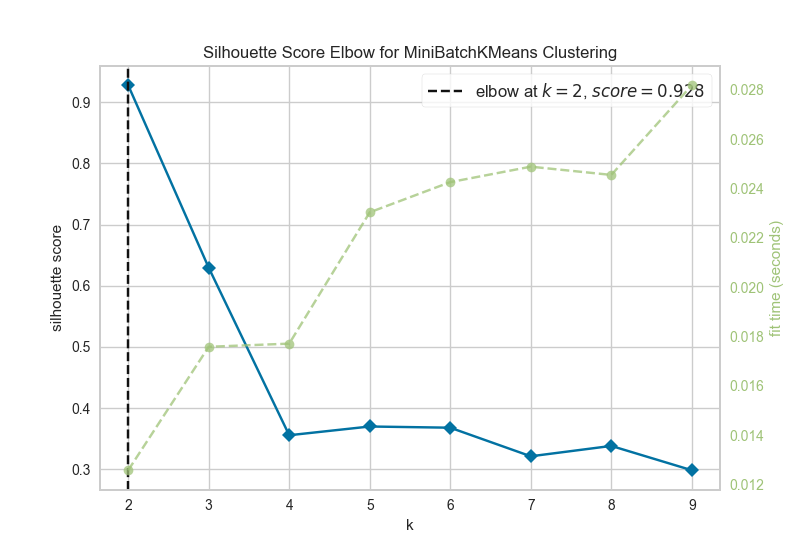 Silhouette Score Elbow for MiniBatchKMeans Clustering
elbow at k = 2, score = 0.928
silhouette score
0.9
0.8
0.7
0.6
0.5
0.4
0.3
0.028
0.026
0.024
0.022
0.020
0.018
0.016
0.014
0.012
fit time (seconds)
2 3 4 5 6 7 8 9
k